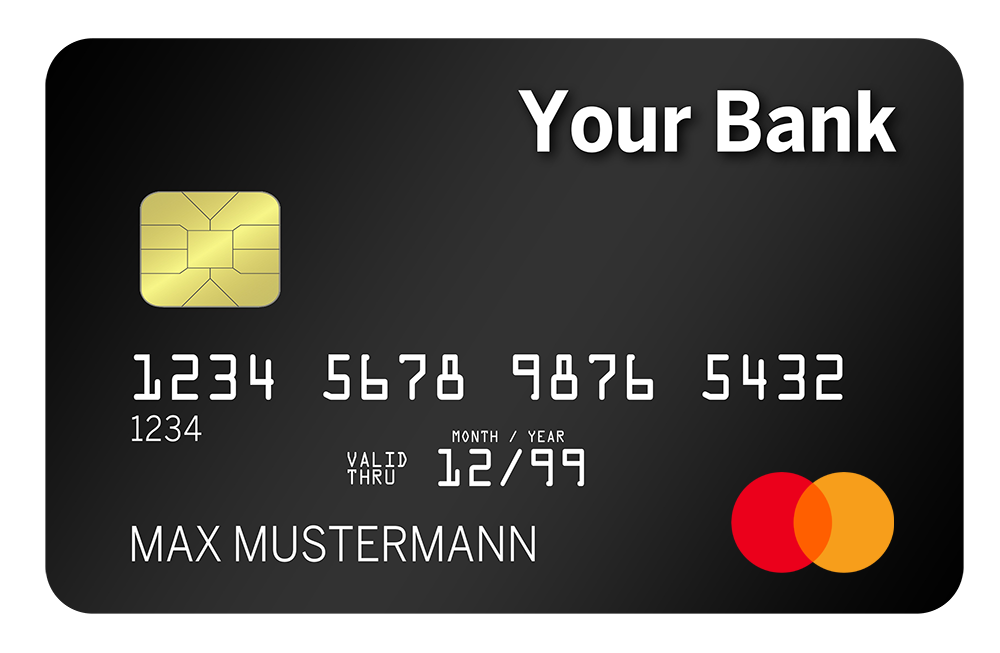 Your Bank
1234 5678 9876 5432
1234
MONTH / YEAR
VALID THRU 12/99
MAX MUSTERMANN